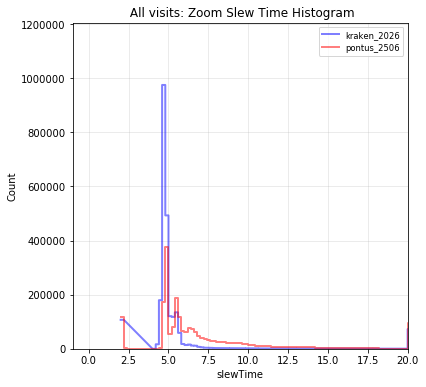 All visits: Zoom Slew Time Histogram
1200000
1000000
800000
600000
400000
200000
0
Count
kraken_2026
pontus_2506
0.0 2.5 5.0 7.5 10.0 12.5 15.0 17.5 20.0
slewTime